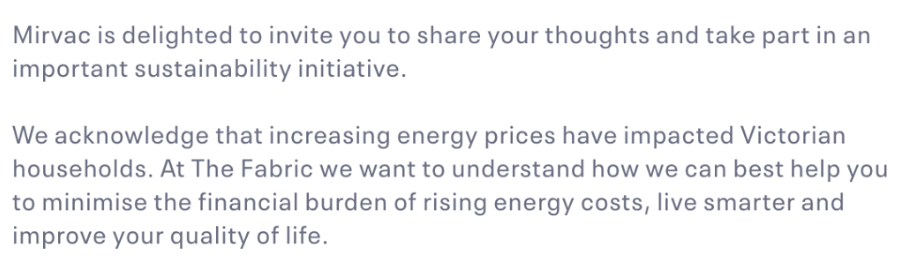 Mirvac is delighted to invite you to share your thoughts and take part in an
important sustainability initiative.
We acknowledge that increasing energy prices have impacted Victorian
households. At The Fabric we want to understand how we can best help you
to minimise the financial burden of rising energy costs, live smarter and
improve your quality of life.